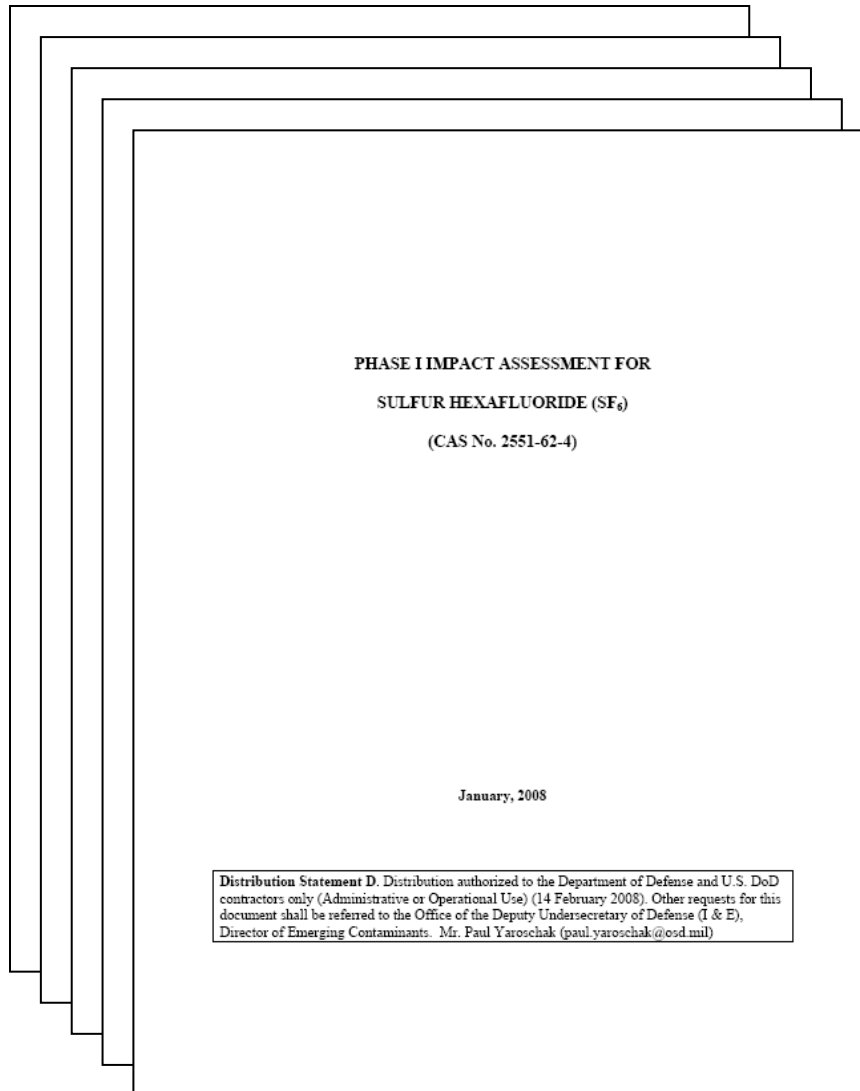 PHASE I IMPACT ASSESSMENT FOR
SULFUR HEXAFLUORIDE (SF₆)
(CAS No. 2551-62-4)
January, 2008
Distribution Statement D. Distribution authorized to the Department of Defense and U.S. DoD
contractors only (Administrative or Operational Use) (14 February 2008). Other requests for this
document shall be referred to the Office of the Deputy Undersecretary of Defense (I & E),
Director of Emerging Contaminants. Mr. Paul Yaroschak (paul.yaroschak@osd.mil)